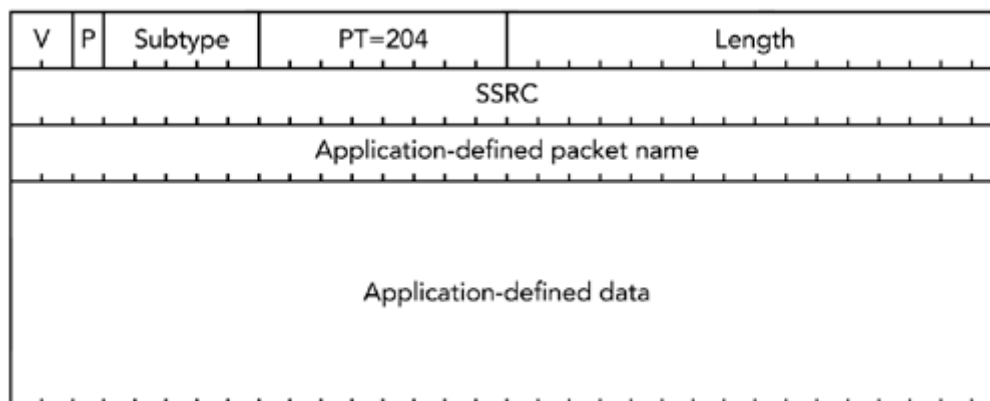 V P Subtype PT=204 Length
SSRC
Application-defined packet name
Application-defined data